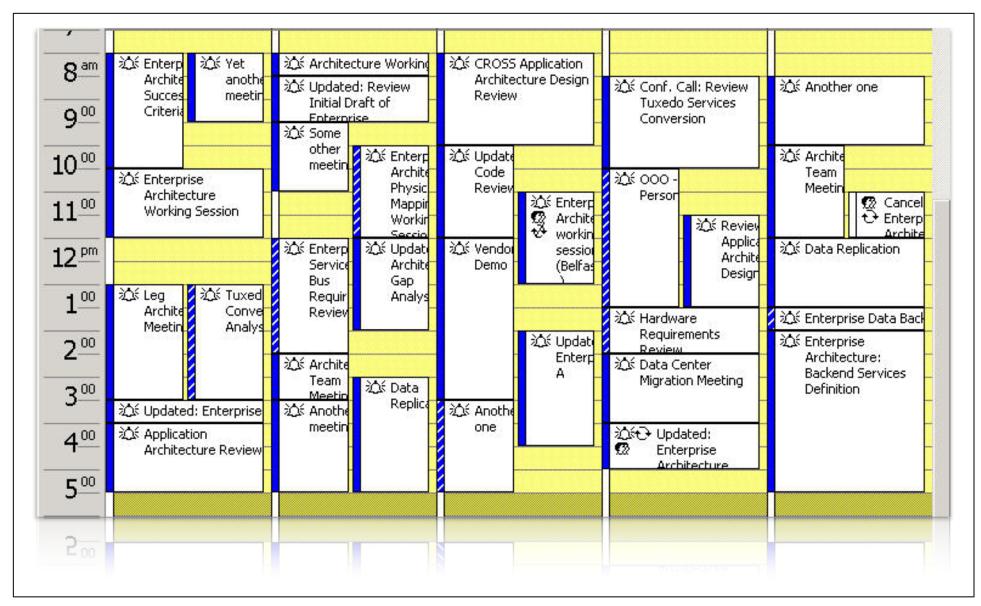 8 am
9 00
10 00
11 00
12 pm
1 00
2 00
3 00
4 00
5 00
Enterp
Archite
Succes
Criteria
Yet
anothe
meetin
Enterprise
Architecture
Working Session
Leg
Archite
Meetin
Tuxed
Conve
Analys
Updated: Enterprise
Application
Architecture Review
Architecture Working
Updated: Review
Initial Draft of
Enterprise
Some
other
meetin
Enterp
Archite
Physic
Mappin
Workin
Sessio
Enterp
Service
Bus
Requir
Review
Updat
Archite
Gap
Analys
Archite
Team
Meetin
Data
Replica
Anothe
meetin
CROSS Application
Architecture Design
Review
Update
Code
Review
Enterp
Archite
workin
session
(Belfas
)
Vendo
Demo
Updat
Enterp
A
Anothe
one
Conf. Call: Review
Tuxedo Services
Conversion
OOO -
Person
Review
Applica
Archite
Design
Hardware
Requirements
Review
Data Center
Migration Meeting
Updated:
Enterprise
Architecture
Another one
Archite
Team
Meetin
Cancel
Enterp
Archite
Data Replication
Enterprise Data Back
Enterprise
Architecture:
Backend Services
Definition